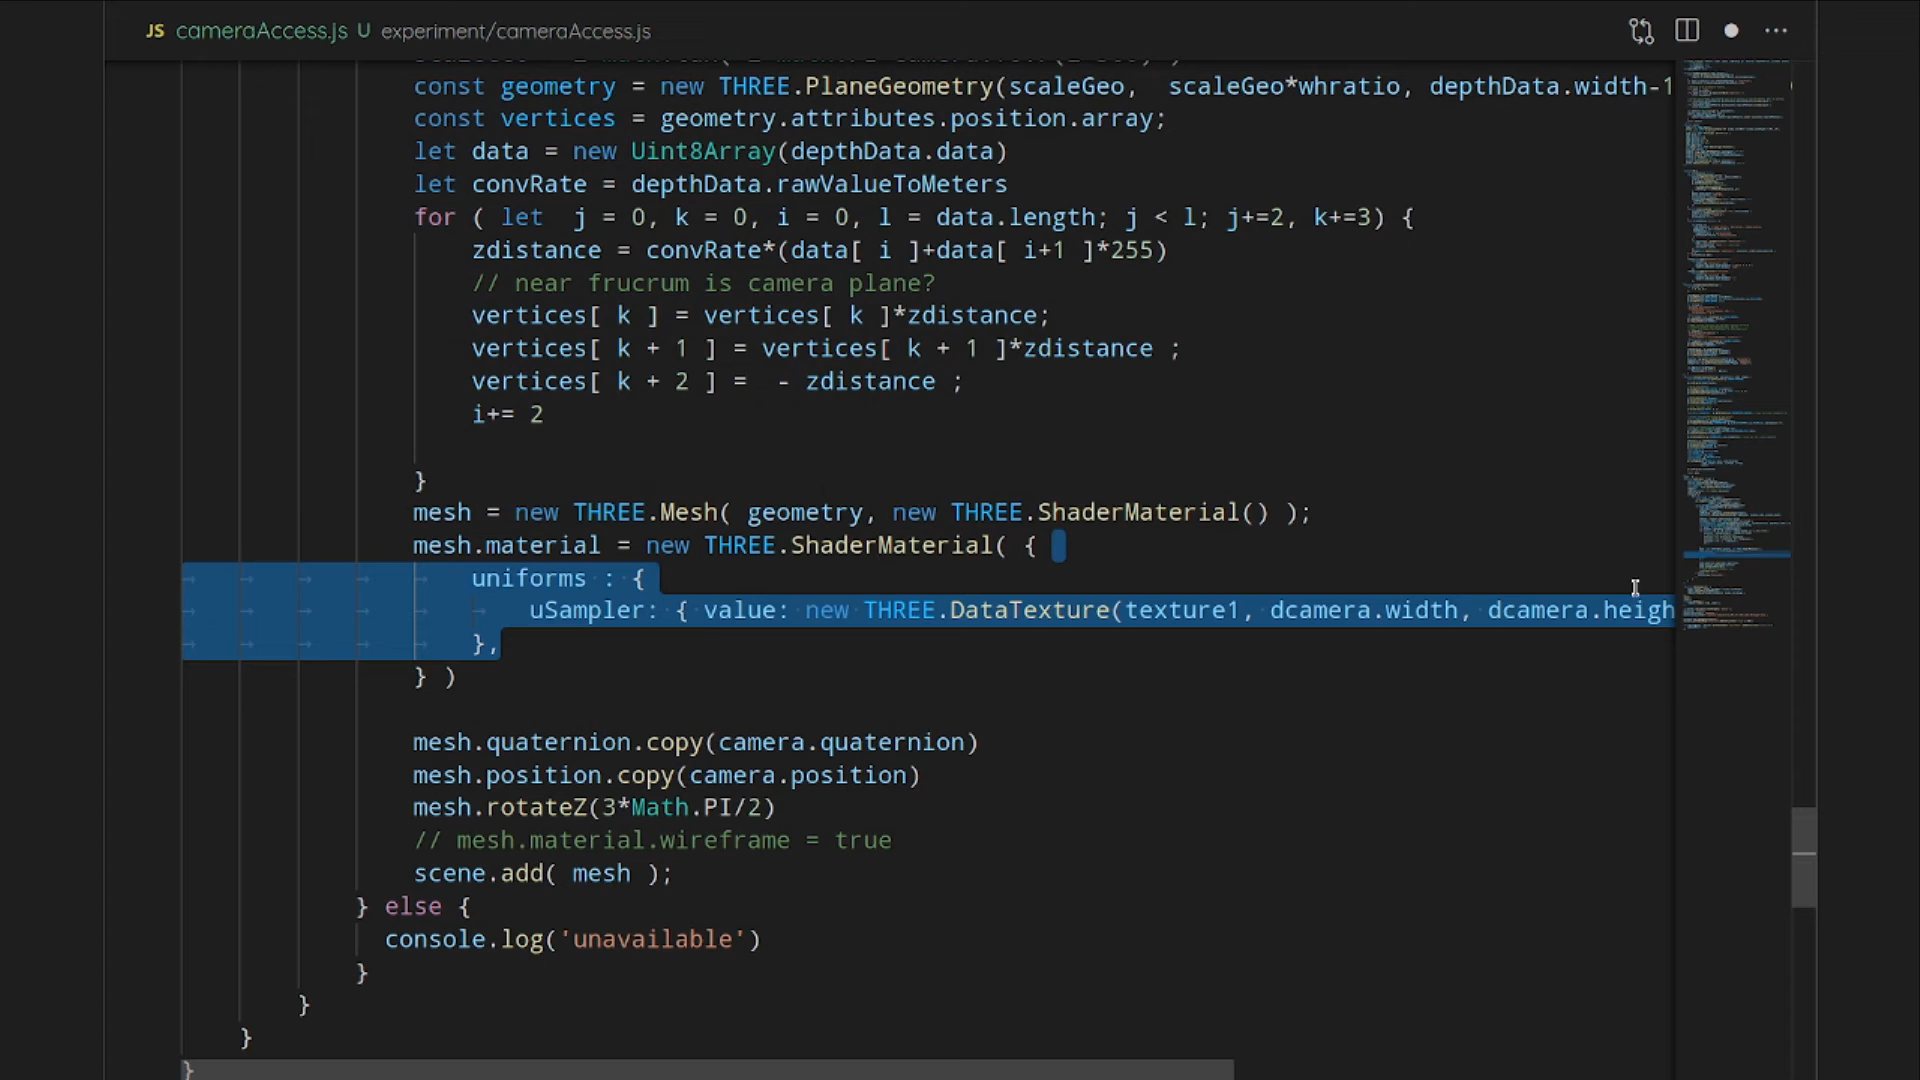 JS cameraAccess.js U experiment/cameraAccess.js
const geometry = new THREE.PlaneGeometry(scaleGeo,  scaleGeo*whratio, depthData.width-1
const vertices = geometry.attributes.position.array;
let data = new Uint8Array(depthData.data)
let convRate = depthData.rawValueToMeters
for ( let  j = 0, k = 0, i = 0, l = data.length; j < l; j+=2, k+=3) {
zdistance = convRate*(data[ i ]+data[ i+1 ]*255)
// near frucrum is camera plane?
vertices[ k ] = vertices[ k ]*zdistance;
vertices[ k + 1 ] = vertices[ k + 1 ]*zdistance ;
vertices[ k + 2 ] =  - zdistance ;
i+= 2
}
mesh = new THREE.Mesh( geometry, new THREE.ShaderMaterial() );
mesh.material = new THREE.ShaderMaterial( {
uniforms : {
uSampler: { value: new THREE.DataTexture(texture1, dcamera.width, dcamera.heigh
},
} )
mesh.quaternion.copy(camera.quaternion)
mesh.position.copy(camera.position)
mesh.rotateZ(3*Math.PI/2)
// mesh.material.wireframe = true
scene.add( mesh );
} else {
console.log('unavailable')
}
}
}
}